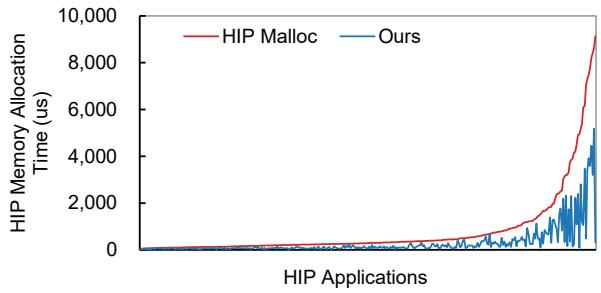 HIP Memory Allocation
Time (us)
10,000
8,000
6,000
4,000
2,000
0
HIP Malloc
Ours
HIP Applications